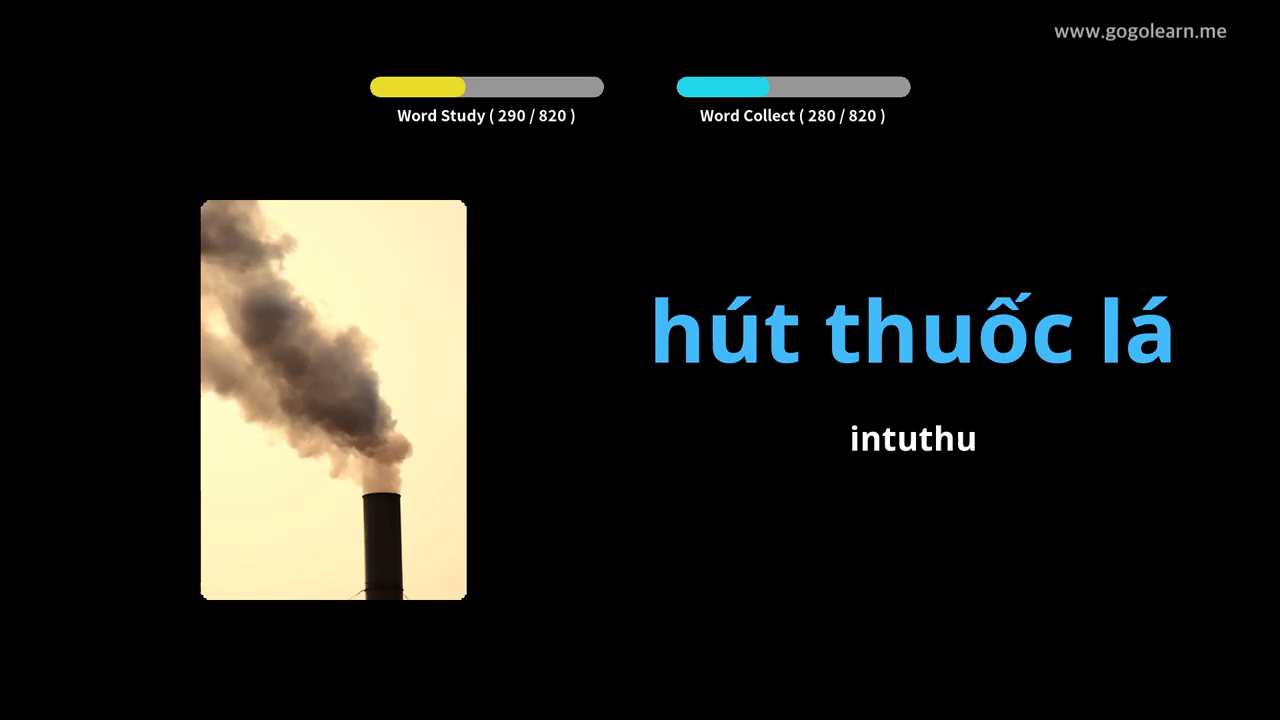 www.gogolearn.me
Word Study ( 290 / 820 )
Word Collect ( 280 / 820 )
hút thuốc lá
intuthu